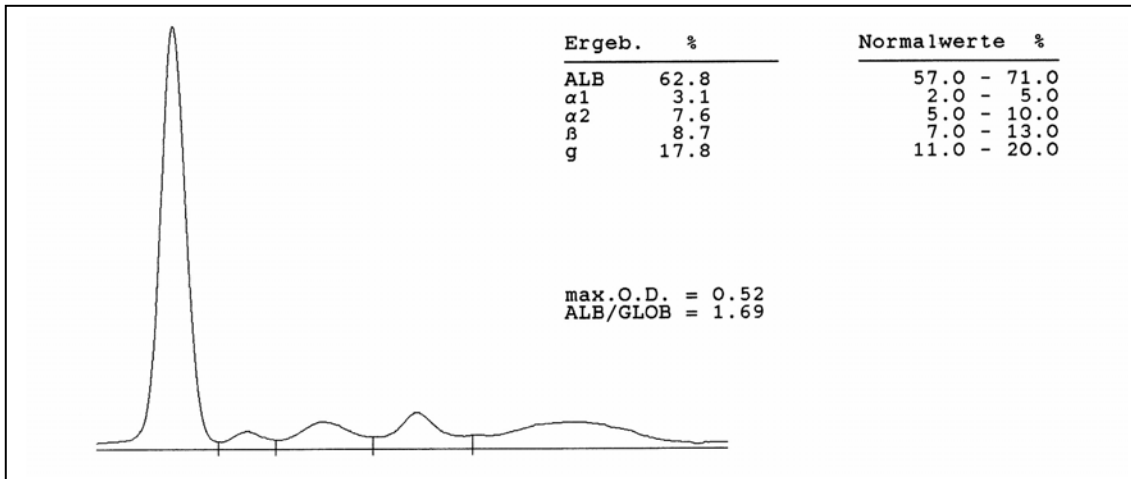 Ergeb. %
ALB 62.8
α1 3.1
α2 7.6
ß 8.7
g 17.8
max.O.D. = 0.52
ALB/GLOB = 1.69
Normalwerte %
57.0 - 71.0
2.0 - 5.0
5.0 - 10.0
7.0 - 13.0
11.0 - 20.0